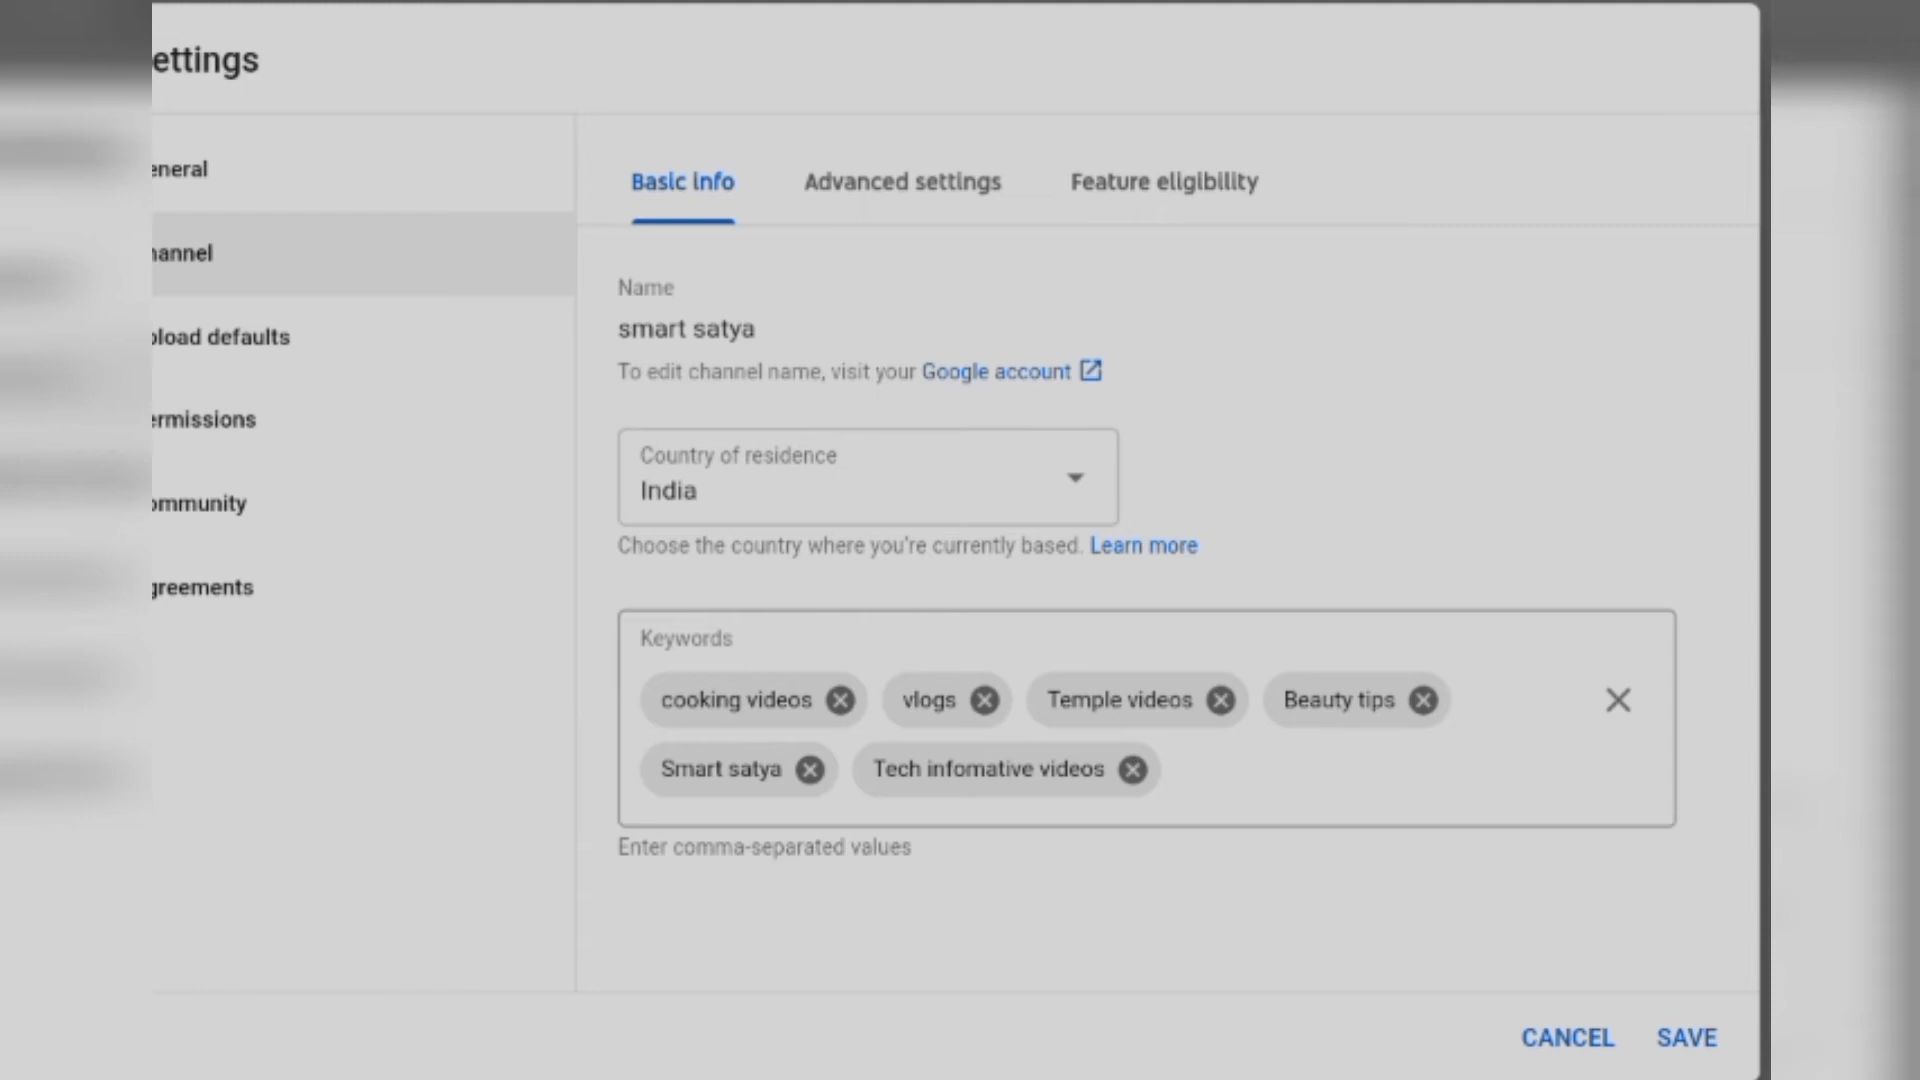 ettings
eneral
hannel
pload defaults
ermissions
ommunity
greements
Basic info
Advanced settings
Feature eligibility
Name
smart satya
To edit channel name, visit your Google account
Country of residence
India
Choose the country where you're currently based. Learn more
Keywords
cooking videos
vlogs
Temple videos
Beauty tips
Smart satya
Tech infomative videos
Enter comma-separated values
CANCEL
SAVE